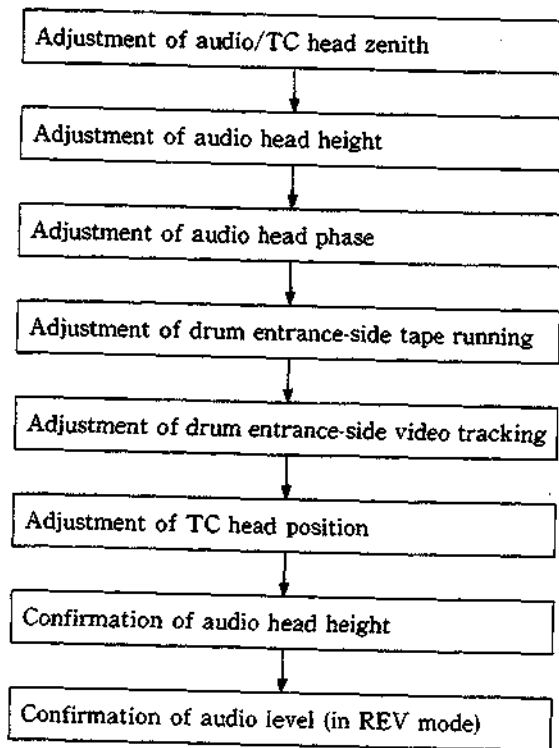 Adjustment of audio/TC head zenith
Adjustment of audio head height
Adjustment of audio head phase
Adjustment of drum entrance-side tape running
Adjustment of drum entrance-side video tracking
Adjustment of TC head position
Confirmation of audio head height
Confirmation of audio level (in REV mode)